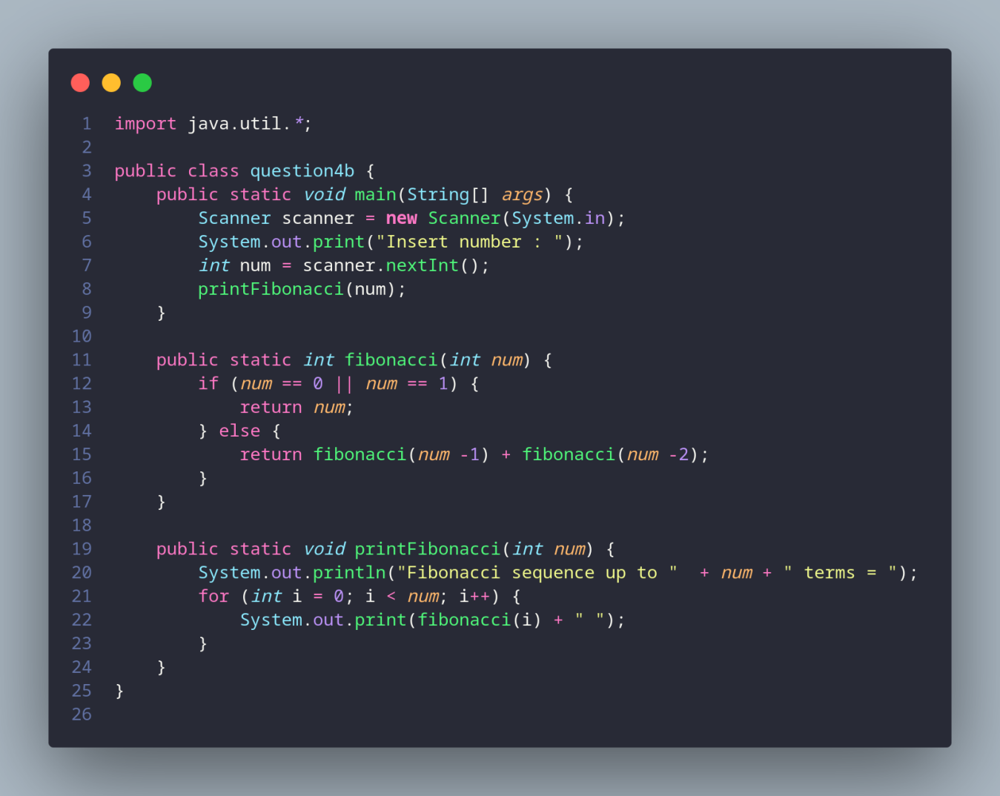 1 import java.util.*;
2
3 public class question4b {
4     public static void main(String[] args) {
5         Scanner scanner = new Scanner(System.in);
6         System.out.print("Insert number : ");
7         int num = scanner.nextInt();
8         printFibonacci(num);
9     }
10
11     public static int fibonacci(int num) {
12         if (num == 0 || num == 1) {
13             return num;
14         } else {
15             return fibonacci(num -1) + fibonacci(num -2);
16         }
17     }
18
19     public static void printFibonacci(int num) {
20         System.out.println("Fibonacci sequence up to "  + num + " terms = ");
21         for (int i = 0; i < num; i++) {
22             System.out.print(fibonacci(i) + " ");
23         }
24     }
25 }
26